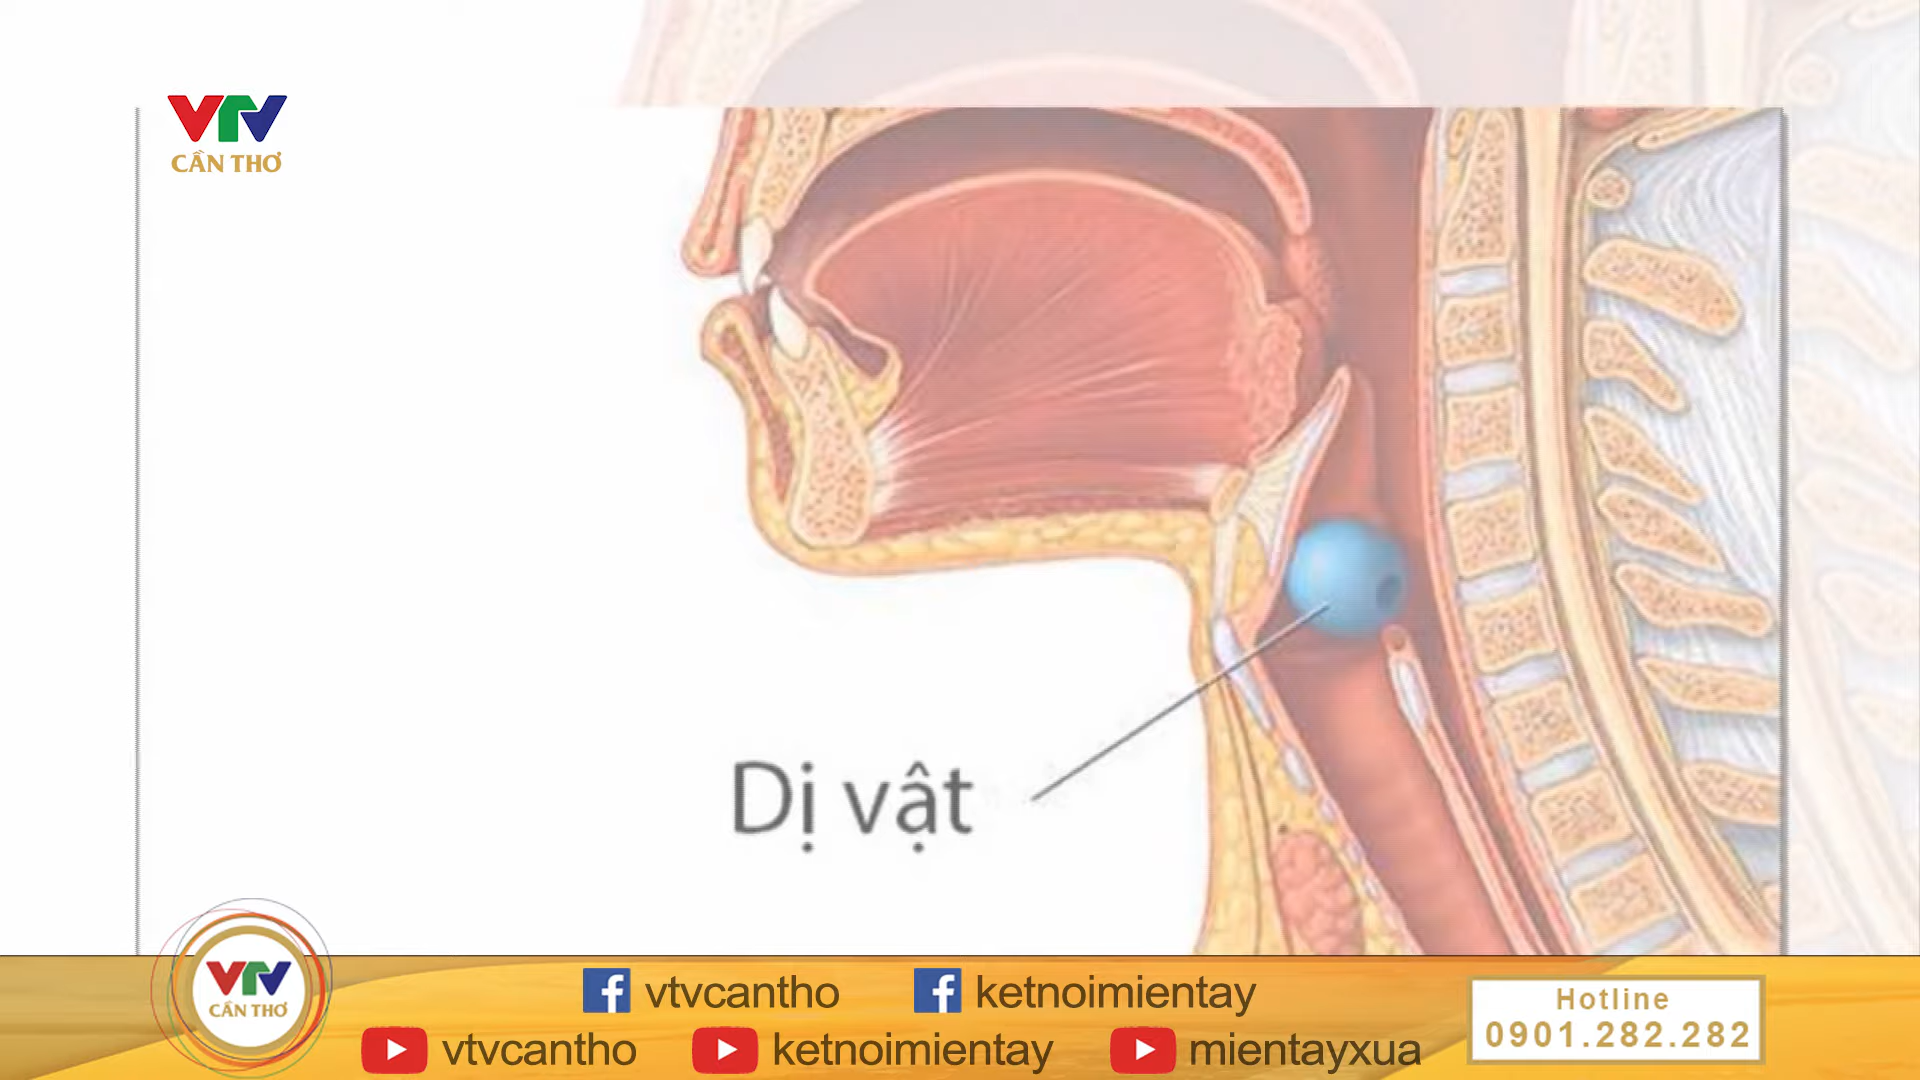 VTV
CẦN THƠ
Dị vật
VTV
CẦN THƠ
vtvcantho
ketnoimientay
vtvcantho
ketnoimientay
mientayxua
Hotline
0901.282.282